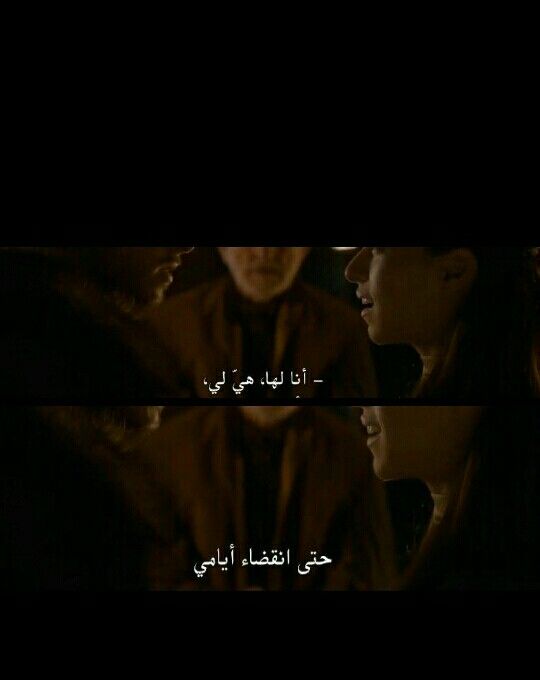 - أنا لها، هيّ لي،
حتى انقضاء أيامي